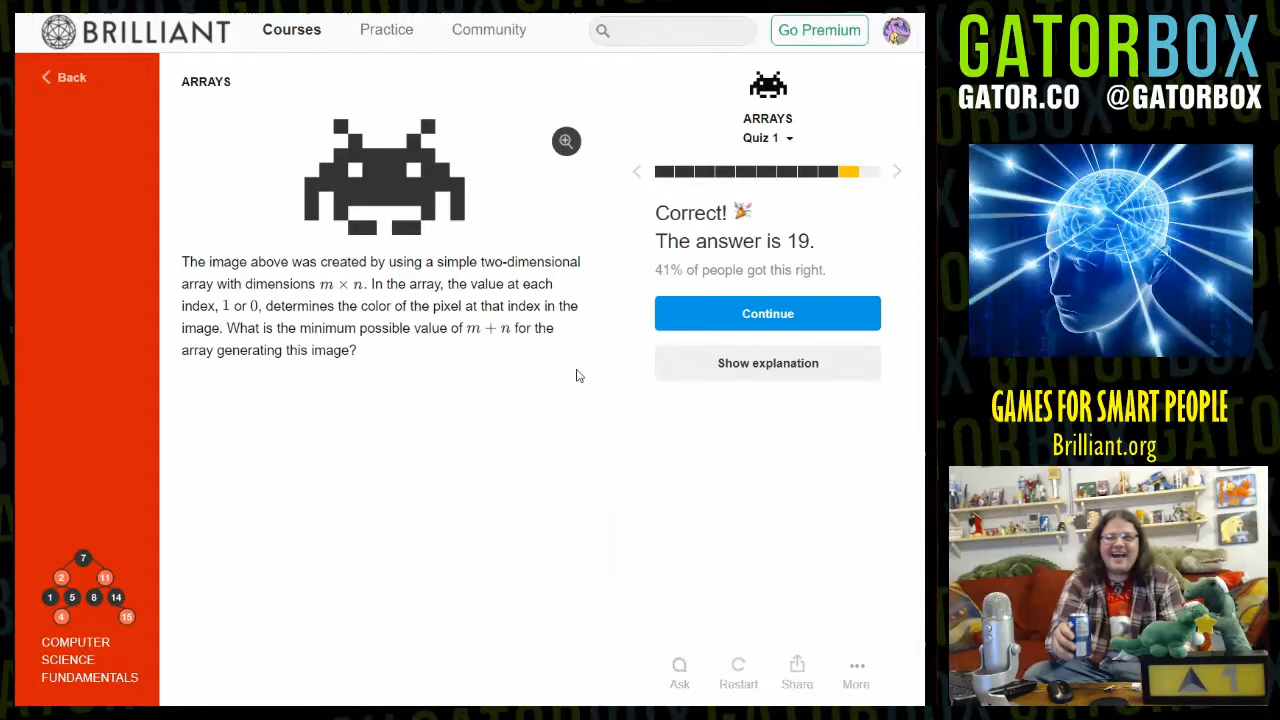 BRILLIANT
Courses
Practice
Community
Go Premium
Back
ARRAYS
The image above was created by using a simple two-dimensional
array with dimensions m × n. In the array, the value at each
index, 1 or 0, determines the color of the pixel at that index in the
image. What is the minimum possible value of m + n for the
array generating this image?
ARRAYS
Quiz 1
Correct!
The answer is 19.
41% of people got this right.
Continue
Show explanation
Ask
Restart
Share
More
7
2 11
1 5 8 14
4 15
COMPUTER
SCIENCE
FUNDAMENTALS
GATORBOX
GATOR.CO @GATORBOX
GAMES FOR SMART PEOPLE
Brilliant.org
1